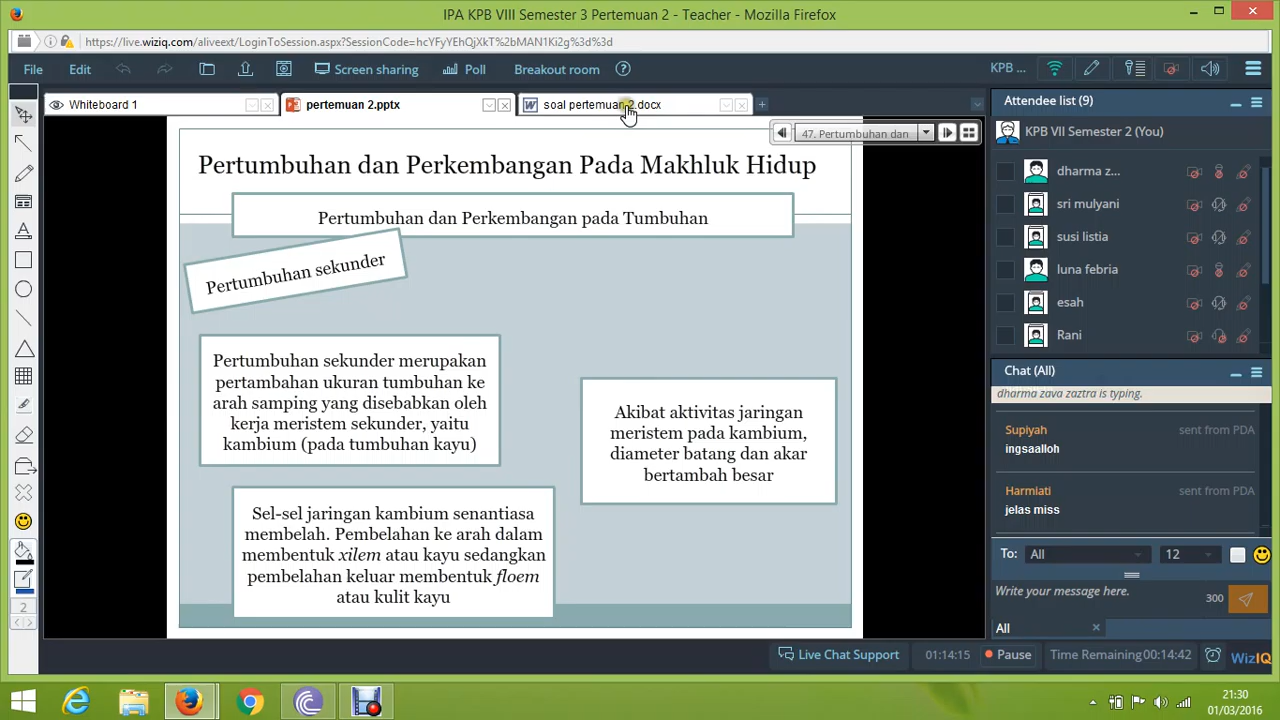 IPA KPB VIII Semester 3 Pertemuan 2 - Teacher - Mozilla Firefox
https://live.wiziq.com/aliveext/LoginToSession.aspx?SessionCode=hcYFyYEhQjXkT%2bMAN1Ki2g%3d%3d
File Edit Screen sharing Poll Breakout room KPB ...
Whiteboard 1 pertemuan 2.pptx soal pertemuan 2.docx
47. Pertumbuhan dan
Pertumbuhan dan Perkembangan Pada Makhluk Hidup
Pertumbuhan dan Perkembangan pada Tumbuhan
Pertumbuhan sekunder
Pertumbuhan sekunder merupakan
pertambahan ukuran tumbuhan ke
arah samping yang disebabkan oleh
kerja meristem sekunder, yaitu
kambium (pada tumbuhan kayu)
Akibat aktivitas jaringan
meristem pada kambium,
diameter batang dan akar
bertambah besar
Sel-sel jaringan kambium senantiasa
membelah. Pembelahan ke arah dalam
membentuk xilem atau kayu sedangkan
pembelahan keluar membentuk floem
atau kulit kayu
2
Attendee list (9)
KPB VII Semester 2 (You)
dharma z...
sri mulyani
susi listia
luna febria
esah
Rani
Chat (All)
dharma zava zaztra is typing.
Supiyah sent from PDA
ingsaalloh
Harmiati sent from PDA
jelas miss
To: All 12
Write your message here. 300
All
Live Chat Support 01:14:15 Pause Time Remaining 00:14:42 WizIQ
21:30
01/03/2016